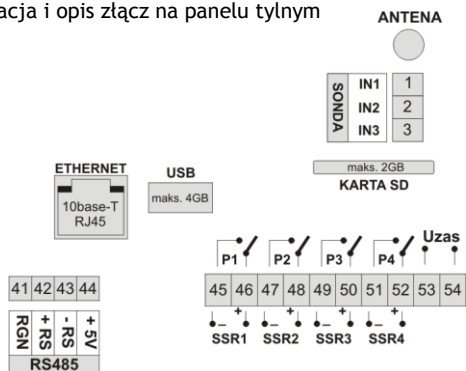 acja i opis złącz na panelu tylnym
ANTENA
SONDA
IN1 1
IN2 2
IN3 3
maks. 2GB
KARTA SD
ETHERNET
10base-T
RJ45
USB
maks. 4GB
P1 P2 P3 P4 Uzas
45 46 47 48 49 50 51 52 53 54
- + - + - + - +
SSR1 SSR2 SSR3 SSR4
41 42 43 44
RGN + RS - RS + 5V
RS485